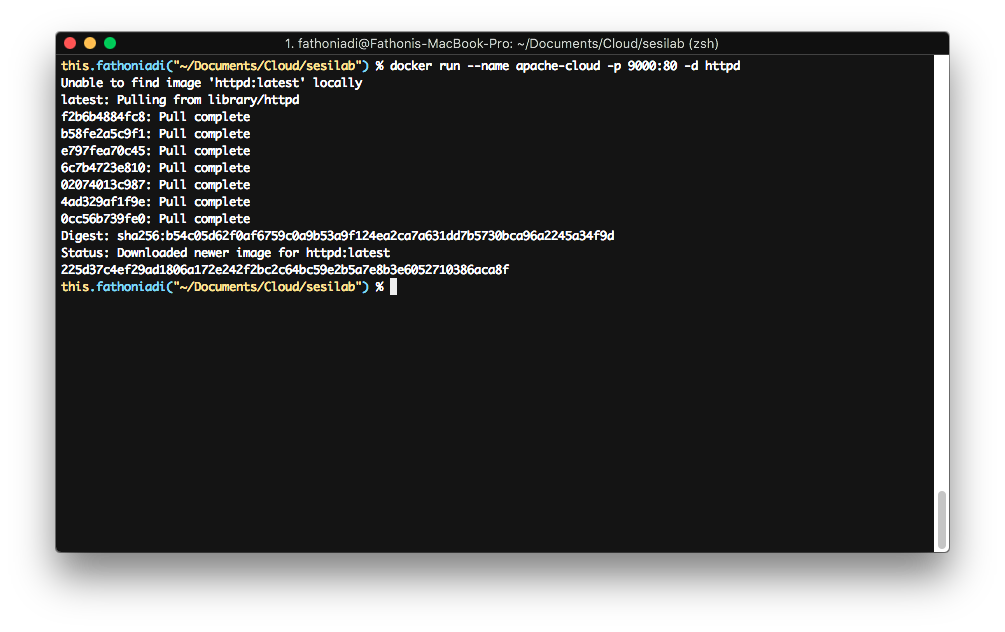 1. fathoniadi@Fathonis-MacBook-Pro: ~/Documents/Cloud/sesilab (zsh)
this.fathoniadi("~/Documents/Cloud/sesilab") % docker run --name apache-cloud -p 9000:80 -d httpd
Unable to find image 'httpd:latest' locally
latest: Pulling from library/httpd
f2b6b4884fc8: Pull complete
b58fe2a5c9f1: Pull complete
e797fea70c45: Pull complete
6c7b4723e810: Pull complete
02074013c987: Pull complete
4ad329af1f9e: Pull complete
0cc56b739fe0: Pull complete
Digest: sha256:b54c05d62f0af6759c0a9b53a9f124ea2ca7a631dd7b5730bca96a2245a34f9d
Status: Downloaded newer image for httpd:latest
225d37c4ef29ad1806a172e242f2bc2c64bc59e2b5a7e8b3e6052710386aca8f
this.fathoniadi("~/Documents/Cloud/sesilab") %